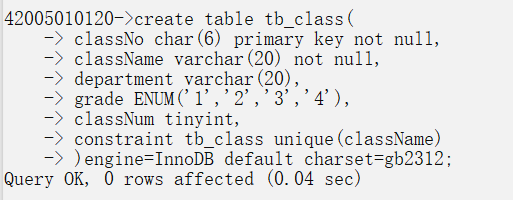 42005010120->create table tb_class(
-> classNo char(6) primary key not null,
-> className varchar(20) not null,
-> department varchar(20),
-> grade ENUM('1','2','3','4'),
-> classNum tinyint,
-> constraint tb_class unique(className)
-> )engine=InnoDB default charset=gb2312;
Query OK, 0 rows affected (0.04 sec)